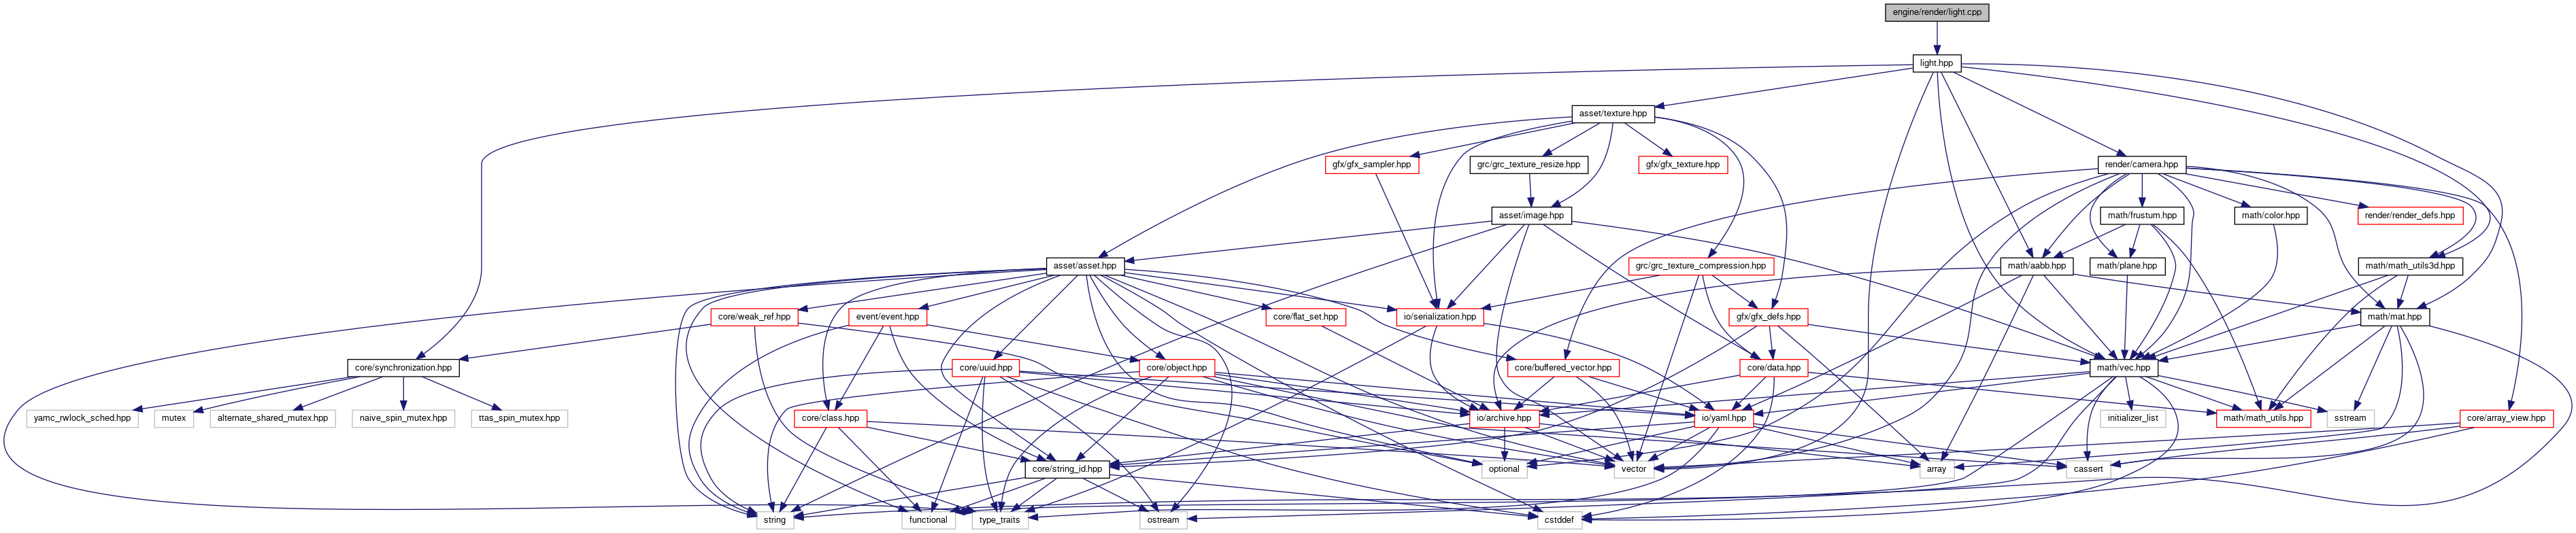 engine/render/light.cpp
light.hpp
asset/texture.hpp
gfx/gfx_sampler.hpp
grc/grc_texture_resize.hpp
gfx/gfx_texture.hpp
render/camera.hpp
asset/image.hpp
math/frustum.hpp
math/color.hpp
render/render_defs.hpp
asset/asset.hpp
grc/grc_texture_compression.hpp
math/aabb.hpp
math/plane.hpp
math/math_utils3d.hpp
core/weak_ref.hpp
event/event.hpp
core/flat_set.hpp
io/serialization.hpp
gfx/gfx_defs.hpp
math/mat.hpp
core/synchronization.hpp
core/uuid.hpp
core/object.hpp
core/buffered_vector.hpp
core/data.hpp
math/vec.hpp
yamc_rwlock_sched.hpp
mutex
alternate_shared_mutex.hpp
naive_spin_mutex.hpp
ttas_spin_mutex.hpp
core/class.hpp
io/archive.hpp
io/yaml.hpp
initializer_list
math/math_utils.hpp
sstream
core/array_view.hpp
core/string_id.hpp
optional
vector
array
cassert
string
functional
type_traits
ostream
cstddef